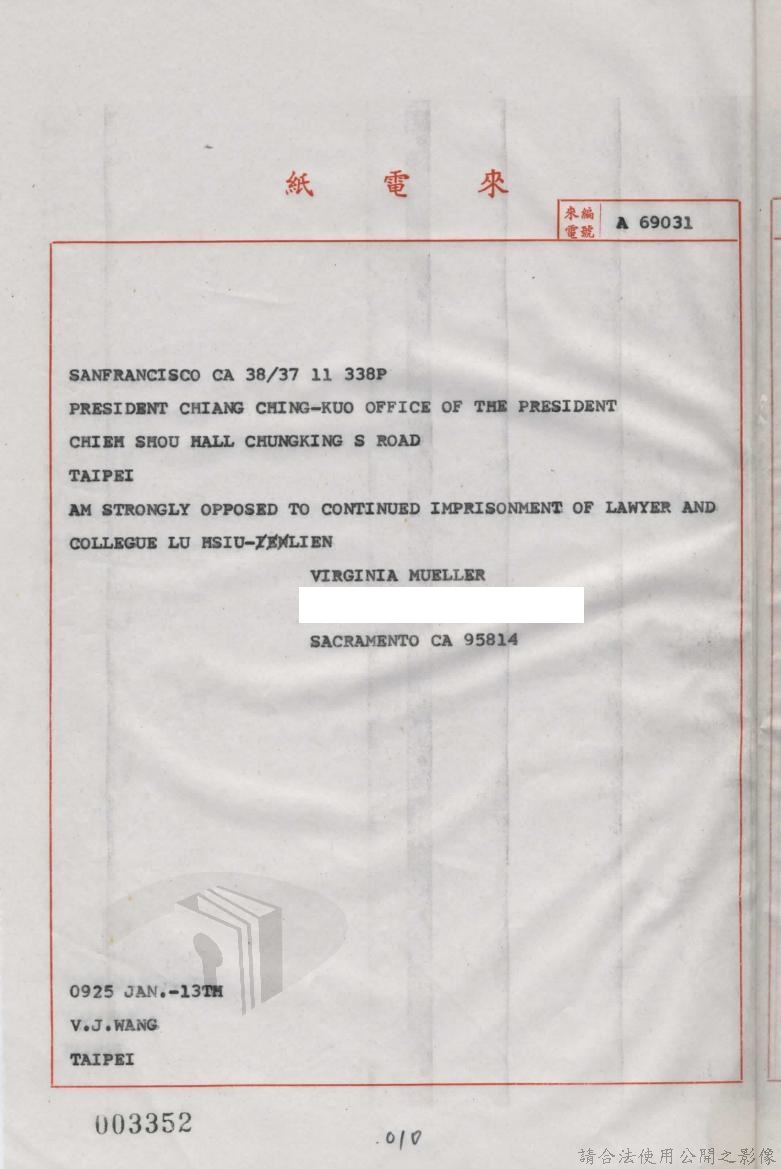 紙電來
來電 編號 A 69031
SANFRANCISCO CA 38/37 11 338P
PRESIDENT CHIANG CHING-KUO OFFICE OF THE PRESIDENT
CHIEH SHOU HALL CHUNGKING S ROAD
TAIPEI
AM STRONGLY OPPOSED TO CONTINUED IMPRISONMENT OF LAWYER AND
COLLEGUE LU HSIU-LIEN
VIRGINIA MUELLER
SACRAMENTO CA 95814
0925 JAN.-13TH
V.J.WANG
TAIPEI
003352
010
請合法使用公開之影像